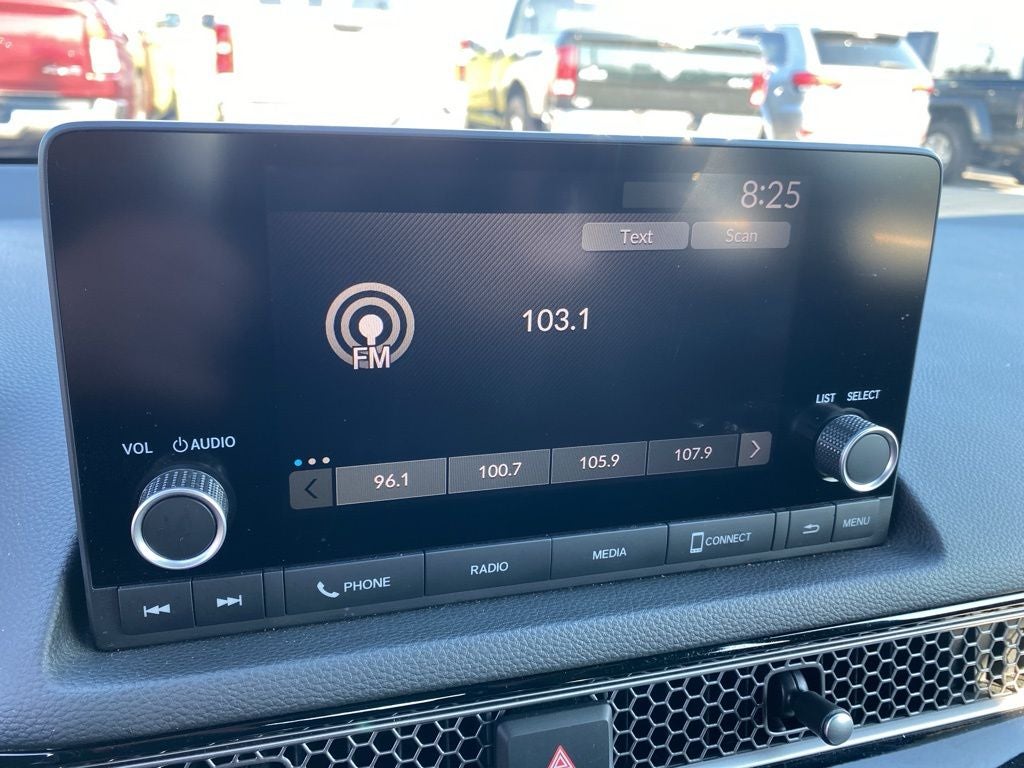 8:25
Text Scan
103.1
FM
LIST SELECT
VOL AUDIO
96.1 100.7 105.9 107.9
PHONE RADIO MEDIA CONNECT MENU